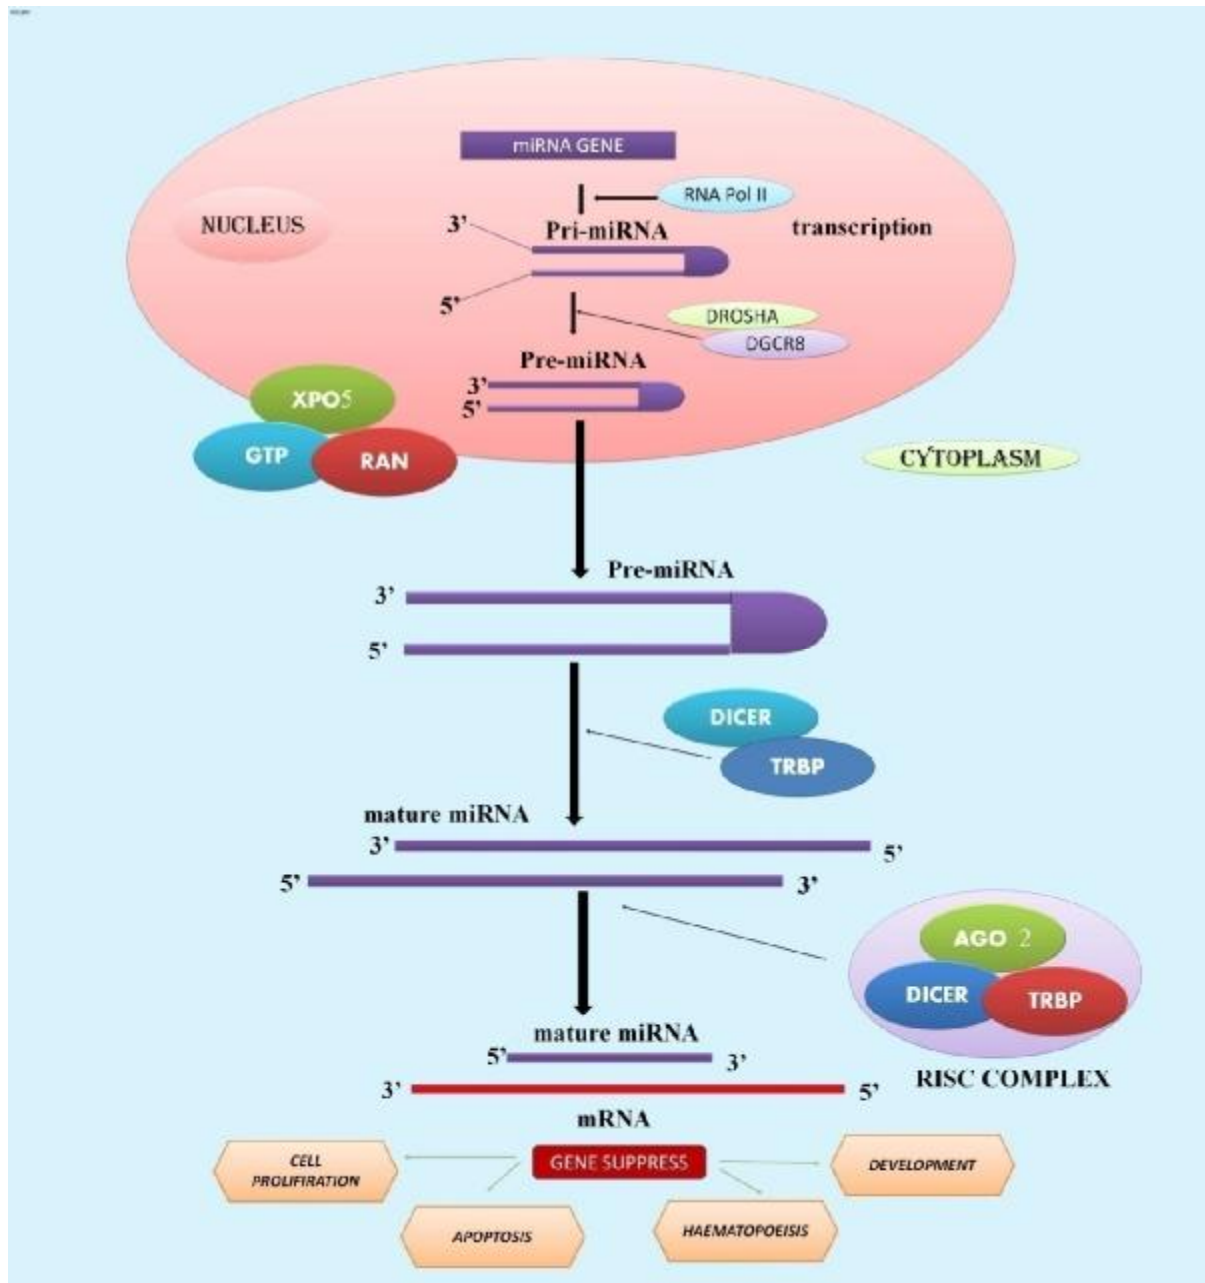 miRNA GENE
RNA Pol II
NUCLEUS
3’
Pri-miRNA
transcription
5’
DROSHA
DGCR8
Pre-miRNA
3’
5’
XPO5
GTP
RAN
CYTOPLASM
Pre-miRNA
3’
5’
DICER
TRBP
mature miRNA
3’
5’
5’
3’
AGO 2
DICER
TRBP
RISC COMPLEX
mature miRNA
5’
3’
3’
5’
mRNA
GENE SUPPRESS
CELL
PROLIFIRATION
DEVELOPMENT
APOPTOSIS
HAEMATOPOEISIS